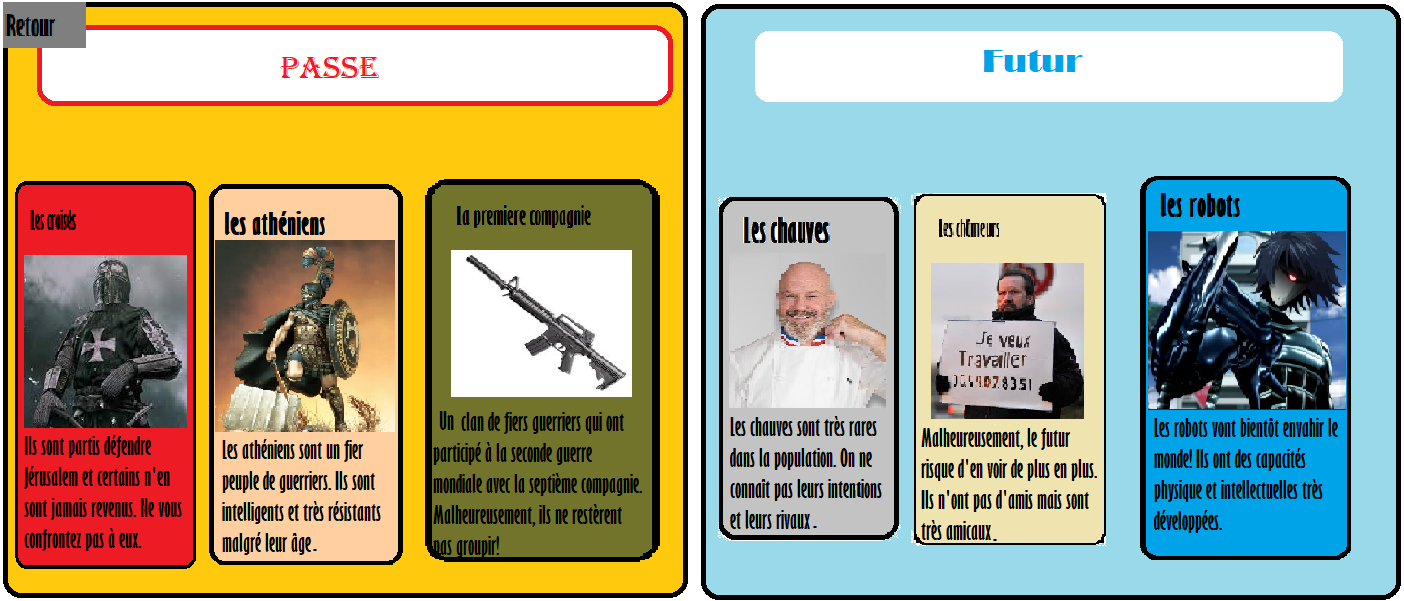 Retour
PASSE
Les croisés
Ils sont partis défendre
Jérusalem et certains n'en
sont jamais revenus. Ne vous
confrontez pas à eux.
les athéniens
Les athéniens sont un fier
peuple de guerriers. Ils sont
intelligents et très résistants
malgré leur âge.
La premiere compagnie
Un clan de fiers guerriers qui ont
participé à la seconde guerre
mondiale avec la septième compagnie.
Malheureusement, ils ne restèrent
pas groupir!
Futur
Les chauves
Les chauves sont très rares
dans la population. On ne
connaît pas leurs intentions
et leurs rivaux.
Les chômeurs
Je veux
Travailler
Malheureusement, le futur
risque d'en voir de plus en plus.
Ils n'ont pas d'amis mais sont
très amicaux.
les robots
Les robots vont bientôt envahir le
monde! Ils ont des capacités
physique et intellectuelles très
développées.